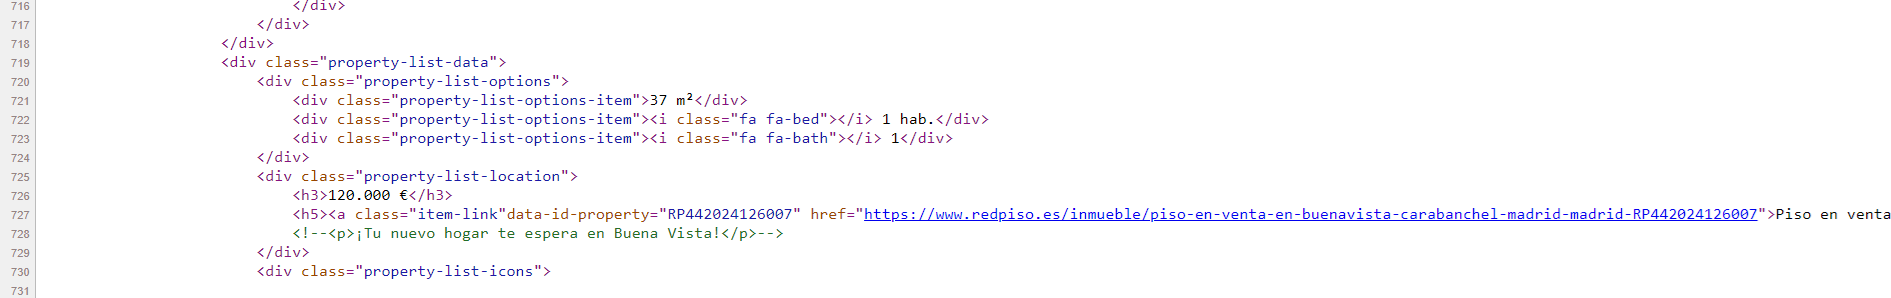 716 </div>
717 </div>
718 </div>
719 <div class="property-list-data">
720 <div class="property-list-options">
721 <div class="property-list-options-item">37 m²</div>
722 <div class="property-list-options-item"><i class="fa fa-bed"></i> 1 hab.</div>
723 <div class="property-list-options-item"><i class="fa fa-bath"></i> 1</div>
724 </div>
725 <div class="property-list-location">
726 <h3>120.000 €</h3>
727 <h5><a class="item-link"data-id-property="RP442024126007" href="https://www.redpiso.es/inmueble/piso-en-venta-en-buenavista-carabanchel-madrid-madrid-RP442024126007">Piso en venta
728 <!--<p>¡Tu nuevo hogar te espera en Buena Vista!</p>-->
729 </div>
730 <div class="property-list-icons">
731